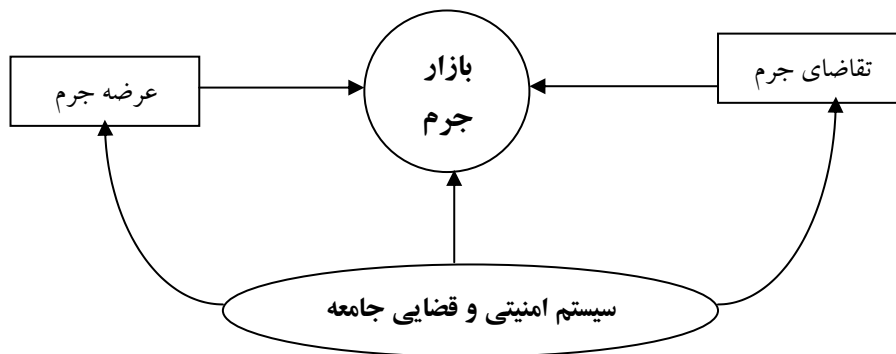 بازار
جرم
تقاضای جرم
عرضه جرم
سیستم امنیتی و قضایی جامعه